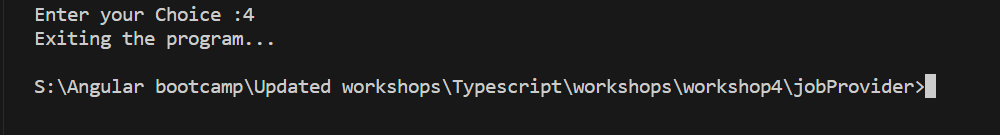 Enter your Choice :4
Exiting the program...
S:\Angular bootcamp\Updated workshops\Typescript\workshops\workshop4\jobProvider>